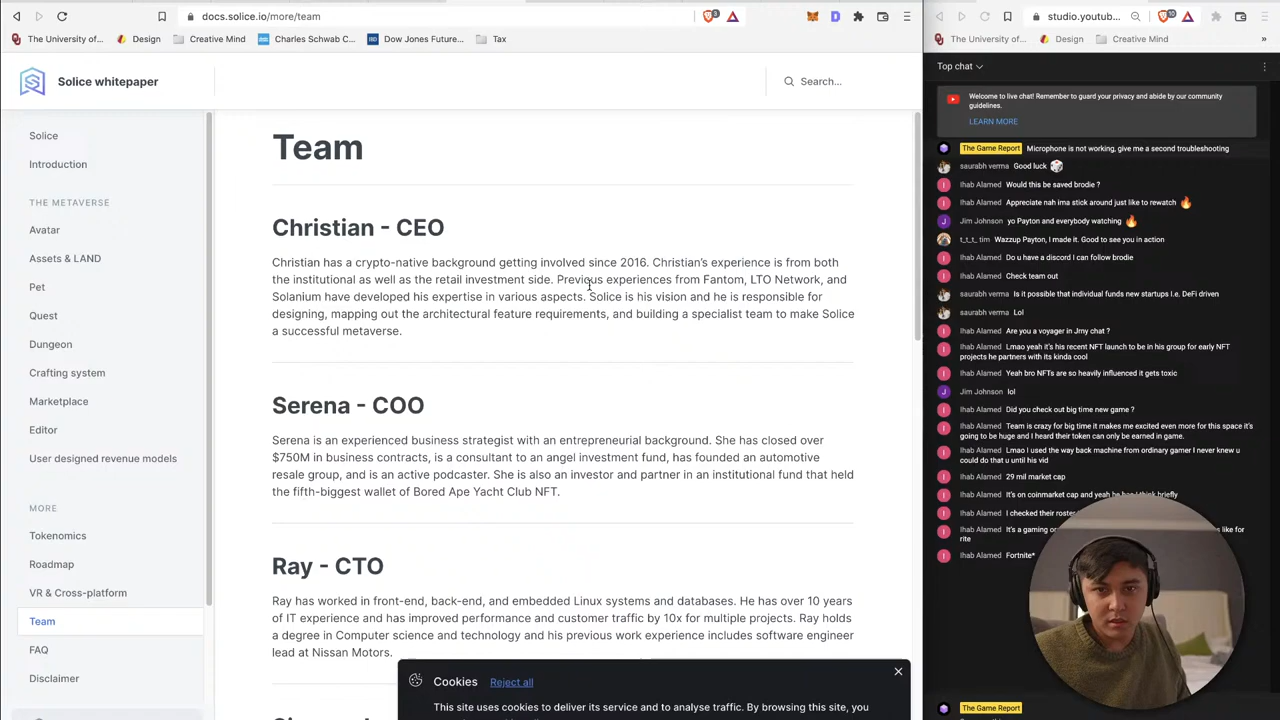 docs.solice.io/more/team
studio.youtub...
The University of...
Design
Creative Mind
Charles Schwab C...
Dow Jones Future...
Tax
The University of...
Design
Creative Mind
»
Solice whitepaper
Search...
Solice
Introduction
THE METAVERSE
Avatar
Assets & LAND
Pet
Quest
Dungeon
Crafting system
Marketplace
Editor
User designed revenue models
MORE
Tokenomics
Roadmap
VR & Cross-platform
Team
FAQ
Disclaimer
Team
Christian - CEO
Christian has a crypto-native background getting involved since 2016. Christian's experience is from both
the institutional as well as the retail investment side. Previous experiences from Fantom, LTO Network, and
Solanium have developed his expertise in various aspects. Solice is his vision and he is responsible for
designing, mapping out the architectural feature requirements, and building a specialist team to make Solice
a successful metaverse.
Serena - COO
Serena is an experienced business strategist with an entrepreneurial background. She has closed over
$750M in business contracts, is a consultant to an angel investment fund, has founded an automotive
resale group, and is an active podcaster. She is also an investor and partner in an institutional fund that held
the fifth-biggest wallet of Bored Ape Yacht Club NFT.
Ray - CTO
Ray has worked in front-end, back-end, and embedded Linux systems and databases. He has over 10 years
of IT experience and has improved performance and customer traffic by 10x for multiple projects. Ray holds
a degree in Computer science and technology and his previous work experience includes software engineer
lead at Nissan Motors.
Cookies Reject all
This site uses cookies to deliver its service and to analyse traffic. By browsing this site, you
Top chat
Welcome to live chat! Remember to guard your privacy and abide by our community
guidelines.
LEARN MORE
The Game Report Microphone is not working, give me a second troubleshooting
saurabh verma Good luck
Ihab Alamed Would this be saved brodie ?
Ihab Alamed Appreciate nah ima stick around just like to rewatch
Jim Johnson yo Payton and everybody watching
t_t_t_ tim Wazzup Payton, I made it. Good to see you in action
Ihab Alamed Do u have a discord I can follow brodie
Ihab Alamed Check team out
saurabh verma Is it possible that individual funds new startups I.e. DeFi driven
saurabh verma Lol
Ihab Alamed Are you a voyager in Jrny chat ?
Ihab Alamed Lmao yeah it's his recent NFT launch to be in his group for early NFT
projects he partners with its kinda cool
Ihab Alamed Yeah bro NFTs are so heavily influenced it gets toxic
Jim Johnson lol
Ihab Alamed Did you check out big time new game ?
Ihab Alamed Team is crazy for big time it makes me excited even more for this space it's
going to be huge and I heard their token can only be earned in game.
Ihab Alamed Lmao I used the way back machine from ordinary gamer I never knew u
could do that u until his vid
Ihab Alamed 29 mil market cap
Ihab Alamed It's on coinmarket cap and yeah he has I think briefly
Ihab Alamed I checked their roster
Ihab Alamed It's a gaming or s like for
rite
Ihab Alamed Fortnite*
The Game Report